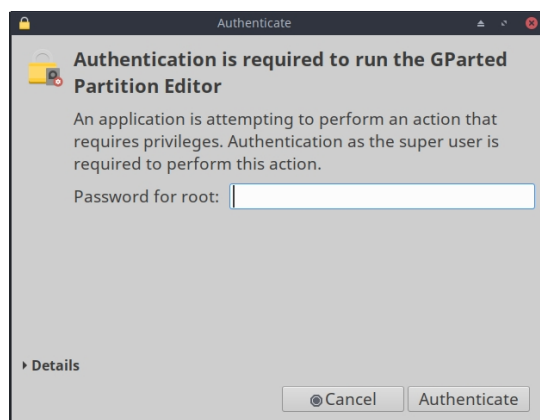 Authenticate
Authentication is required to run the GParted
Partition Editor
An application is attempting to perform an action that
requires privileges. Authentication as the super user is
required to perform this action.
Password for root:
Details
Cancel
Authenticate